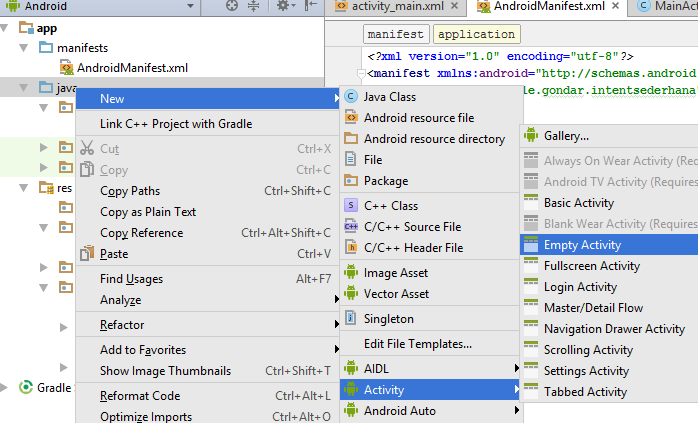 Android
activity_main.xml
AndroidManifest.xml
MainAct
app
manifests
AndroidManifest.xml
java
res
Gradle
manifest
application
<?xml version="1.0" encoding="utf-8"?>
<manifest xmlns:android="http://schemas.android
le.gondar.intentsederhana"
New
Link C++ Project with Gradle
Cut Ctrl+X
Copy Ctrl+C
Copy Paths Ctrl+Shift+C
Copy as Plain Text
Copy Reference Ctrl+Alt+Shift+C
Paste Ctrl+V
Find Usages Alt+F7
Analyze
Refactor
Add to Favorites
Show Image Thumbnails Ctrl+Shift+T
Reformat Code Ctrl+Alt+L
Optimize Imports Ctrl+Alt+O
Java Class
Android resource file
Android resource directory
File
Package
C++ Class
C/C++ Source File
C/C++ Header File
Image Asset
Vector Asset
Singleton
Edit File Templates...
AIDL
Activity
Android Auto
Gallery...
Always On Wear Activity (Req
Android TV Activity (Requires
Basic Activity
Blank Wear Activity (Requires
Empty Activity
Fullscreen Activity
Login Activity
Master/Detail Flow
Navigation Drawer Activity
Scrolling Activity
Settings Activity
Tabbed Activity